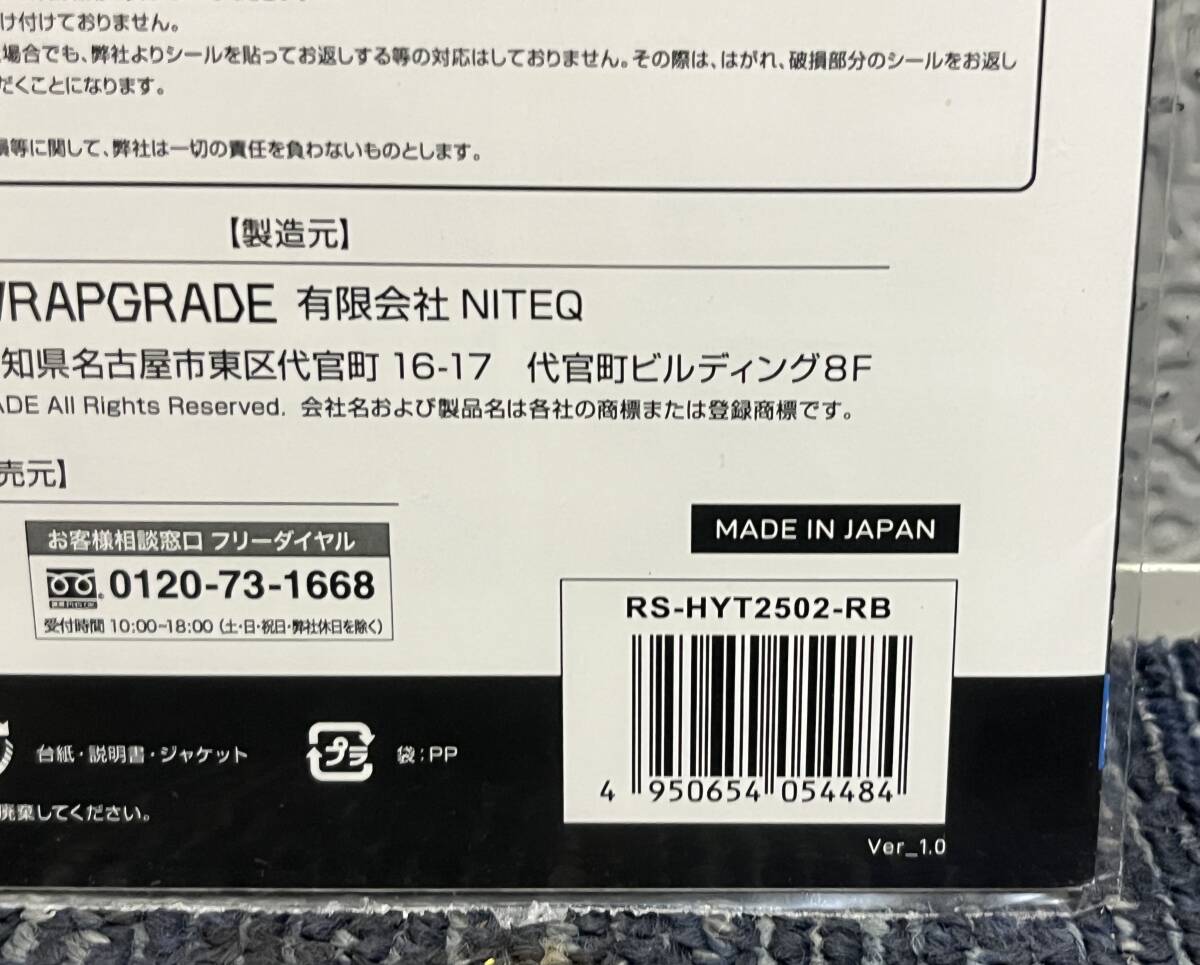 け付けておりません。
場合でも、弊社よりシールを貼ってお返しする等の対応はしておりません。その際は、はがれ、破損部分のシールをお返し
だくことになります。
損等に関して、弊社は一切の責任を負わないものとします。
【製造元】
WRAPGRADE 有限会社 NITEQ
知県名古屋市東区代官町 16-17 代官町ビルディング8F
ADE All Rights Reserved. 会社名および製品名は各社の商標または登録商標です。
売元】
お客様相談窓口 フリーダイヤル
0120-73-1668
受付時間 10:00~18:00 (土・日・祝日・弊社休日を除く)
MADE IN JAPAN
RS-HYT2502-RB
4 950654 054484
台紙・説明書・ジャケット
プラ 袋:PP
廃棄してください。
Ver_1.0